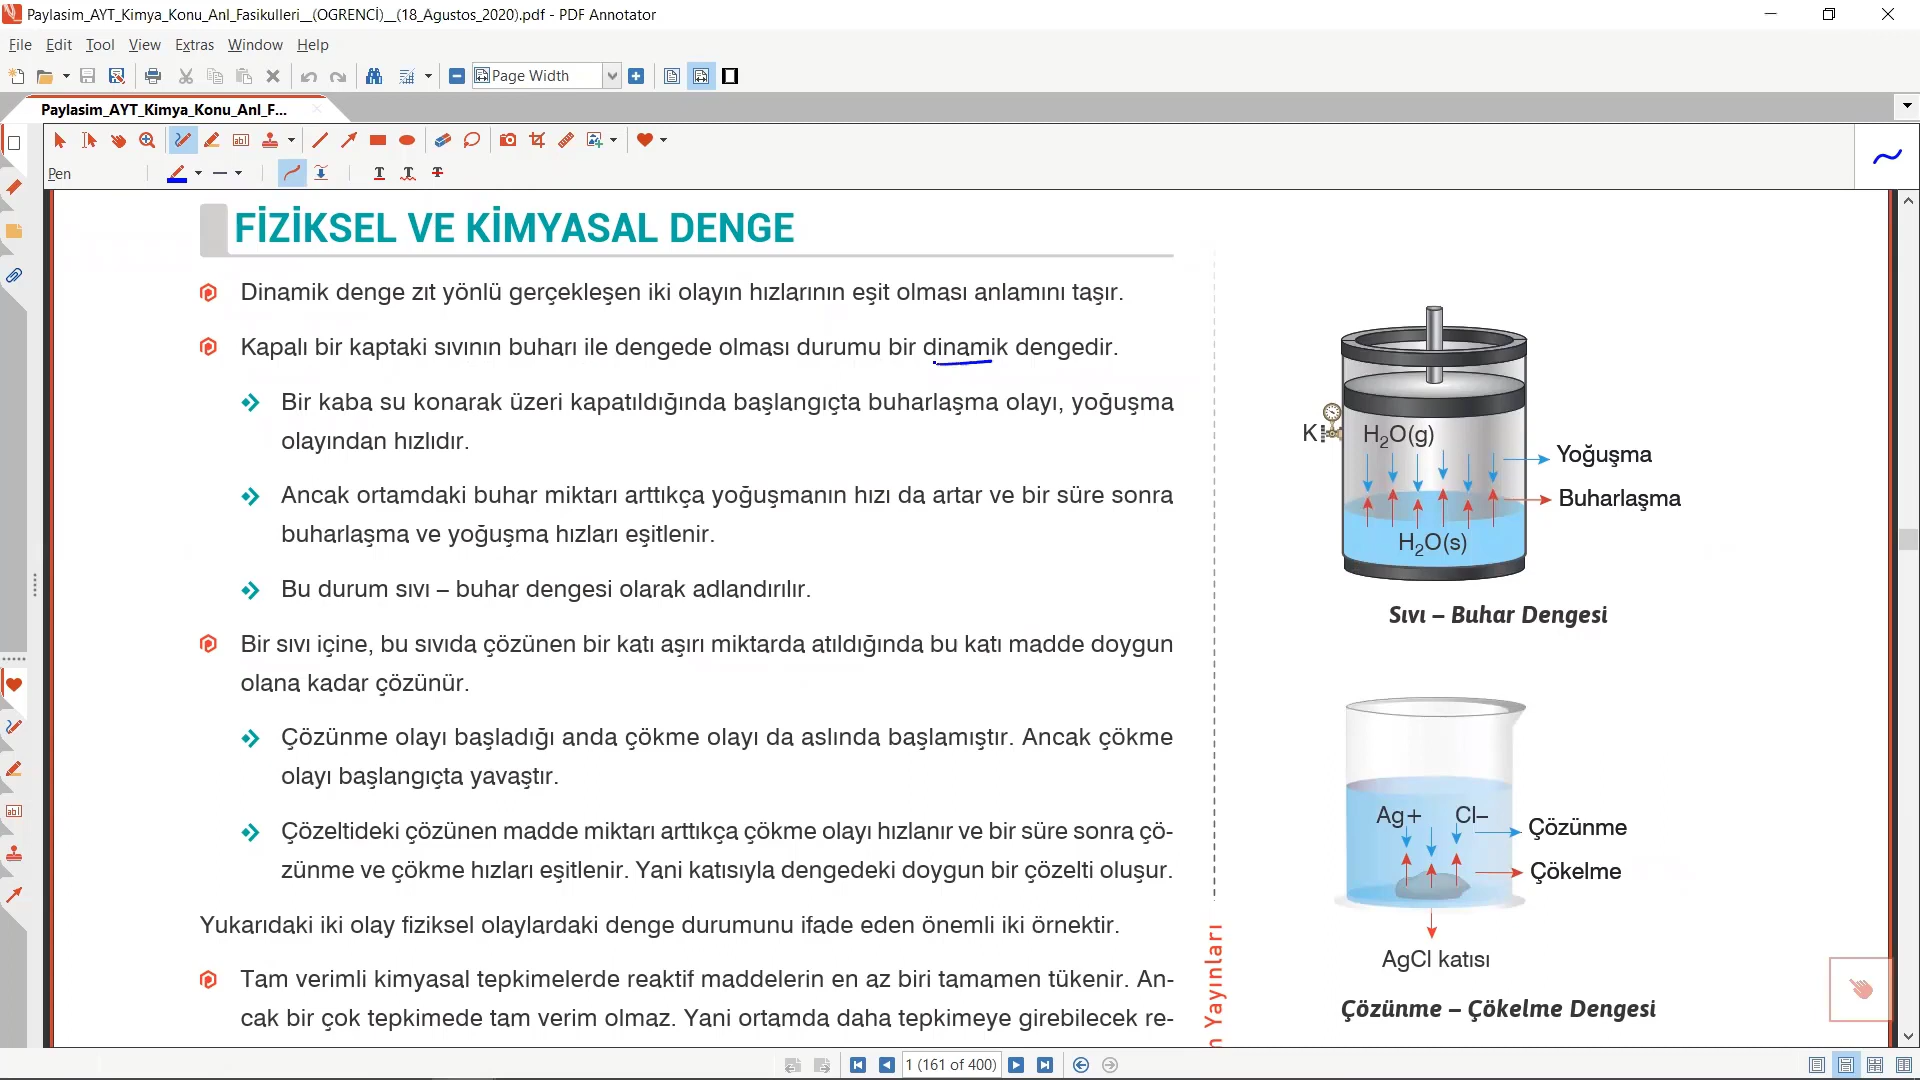 Paylasim_AYT_Kimya_Konu_Anl_Fasikulleri__(OGRENCİ)__(18_Agustos_2020).pdf - PDF Annotator
File Edit Tool View Extras Window Help
Page Width
Paylasim_AYT_Kimya_Konu_Anl_F...
Pen
FİZİKSEL VE KİMYASAL DENGE
Dinamik denge zıt yönlü gerçekleşen iki olayın hızlarının eşit olması anlamını taşır.
Kapalı bir kaptaki sıvının buharı ile dengede olması durumu bir dinamik dengedir.
Bir kaba su konarak üzeri kapatıldığında başlangıçta buharlaşma olayı, yoğuşma
olayından hızlıdır.
Ancak ortamdaki buhar miktarı arttıkça yoğuşmanın hızı da artar ve bir süre sonra
buharlaşma ve yoğuşma hızları eşitlenir.
Bu durum sıvı – buhar dengesi olarak adlandırılır.
Bir sıvı içine, bu sıvıda çözünen bir katı aşırı miktarda atıldığında bu katı madde doygun
olana kadar çözünür.
Çözünme olayı başladığı anda çökme olayı da aslında başlamıştır. Ancak çökme
olayı başlangıçta yavaştır.
Çözeltideki çözünen madde miktarı arttıkça çökme olayı hızlanır ve bir süre sonra çö-
zünme ve çökme hızları eşitlenir. Yani katısıyla dengedeki doygun bir çözelti oluşur.
Yukarıdaki iki olay fiziksel olaylardaki denge durumunu ifade eden önemli iki örnektir.
Tam verimli kimyasal tepkimelerde reaktif maddelerin en az biri tamamen tükenir. An-
cak bir çok tepkimede tam verim olmaz. Yani ortamda daha tepkimeye girebilecek re-
K
H₂O(g)
Yoğuşma
Buharlaşma
H₂O(s)
Sıvı – Buhar Dengesi
Ag+ Cl–
Çözünme
Çökelme
AgCl katısı
Çözünme – Çökelme Dengesi
Yayınları
1 (161 of 400)